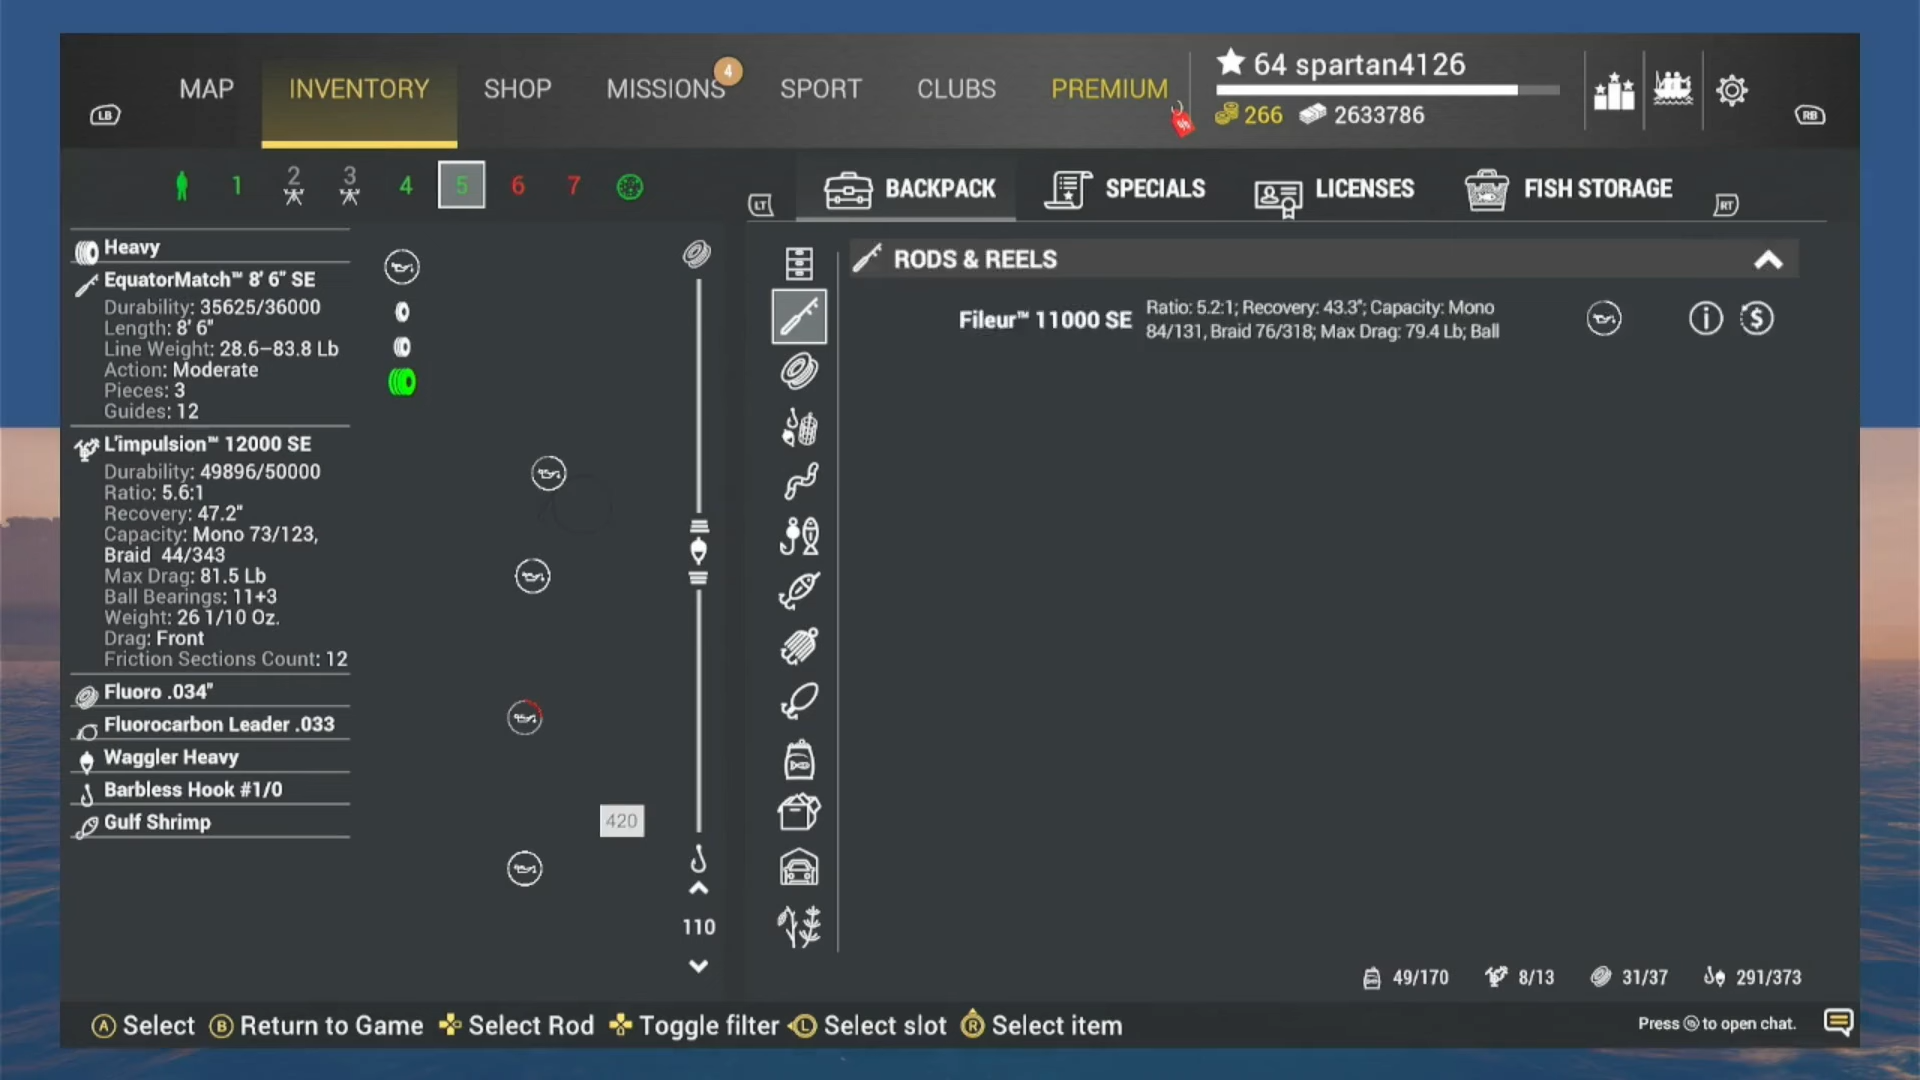 LB
MAP
INVENTORY
SHOP
MISSIONS
4
SPORT
CLUBS
PREMIUM
64 spartan4126
266
2633786
RB
1
2
3
4
5
6
7
LT
BACKPACK
SPECIALS
LICENSES
FISH STORAGE
RT
Heavy
EquatorMatch™ 8' 6" SE
Durability: 35625/36000
Length: 8' 6"
Line Weight: 28.6–83.8 Lb
Action: Moderate
Pieces: 3
Guides: 12
L'impulsion™ 12000 SE
Durability: 49896/50000
Ratio: 5.6:1
Recovery: 47.2"
Capacity: Mono 73/123,
Braid 44/343
Max Drag: 81.5 Lb
Ball Bearings: 11+3
Weight: 26 1/10 Oz.
Drag: Front
Friction Sections Count: 12
Fluoro .034"
Fluorocarbon Leader .033
Waggler Heavy
Barbless Hook #1/0
Gulf Shrimp
420
110
RODS & REELS
Fileur™ 11000 SE
Ratio: 5.2:1; Recovery: 43.3"; Capacity: Mono
84/131, Braid 76/318; Max Drag: 79.4 Lb; Ball
49/170
8/13
31/37
291/373
A Select
B Return to Game
Select Rod
Toggle filter
L Select slot
R Select item
Press to open chat.